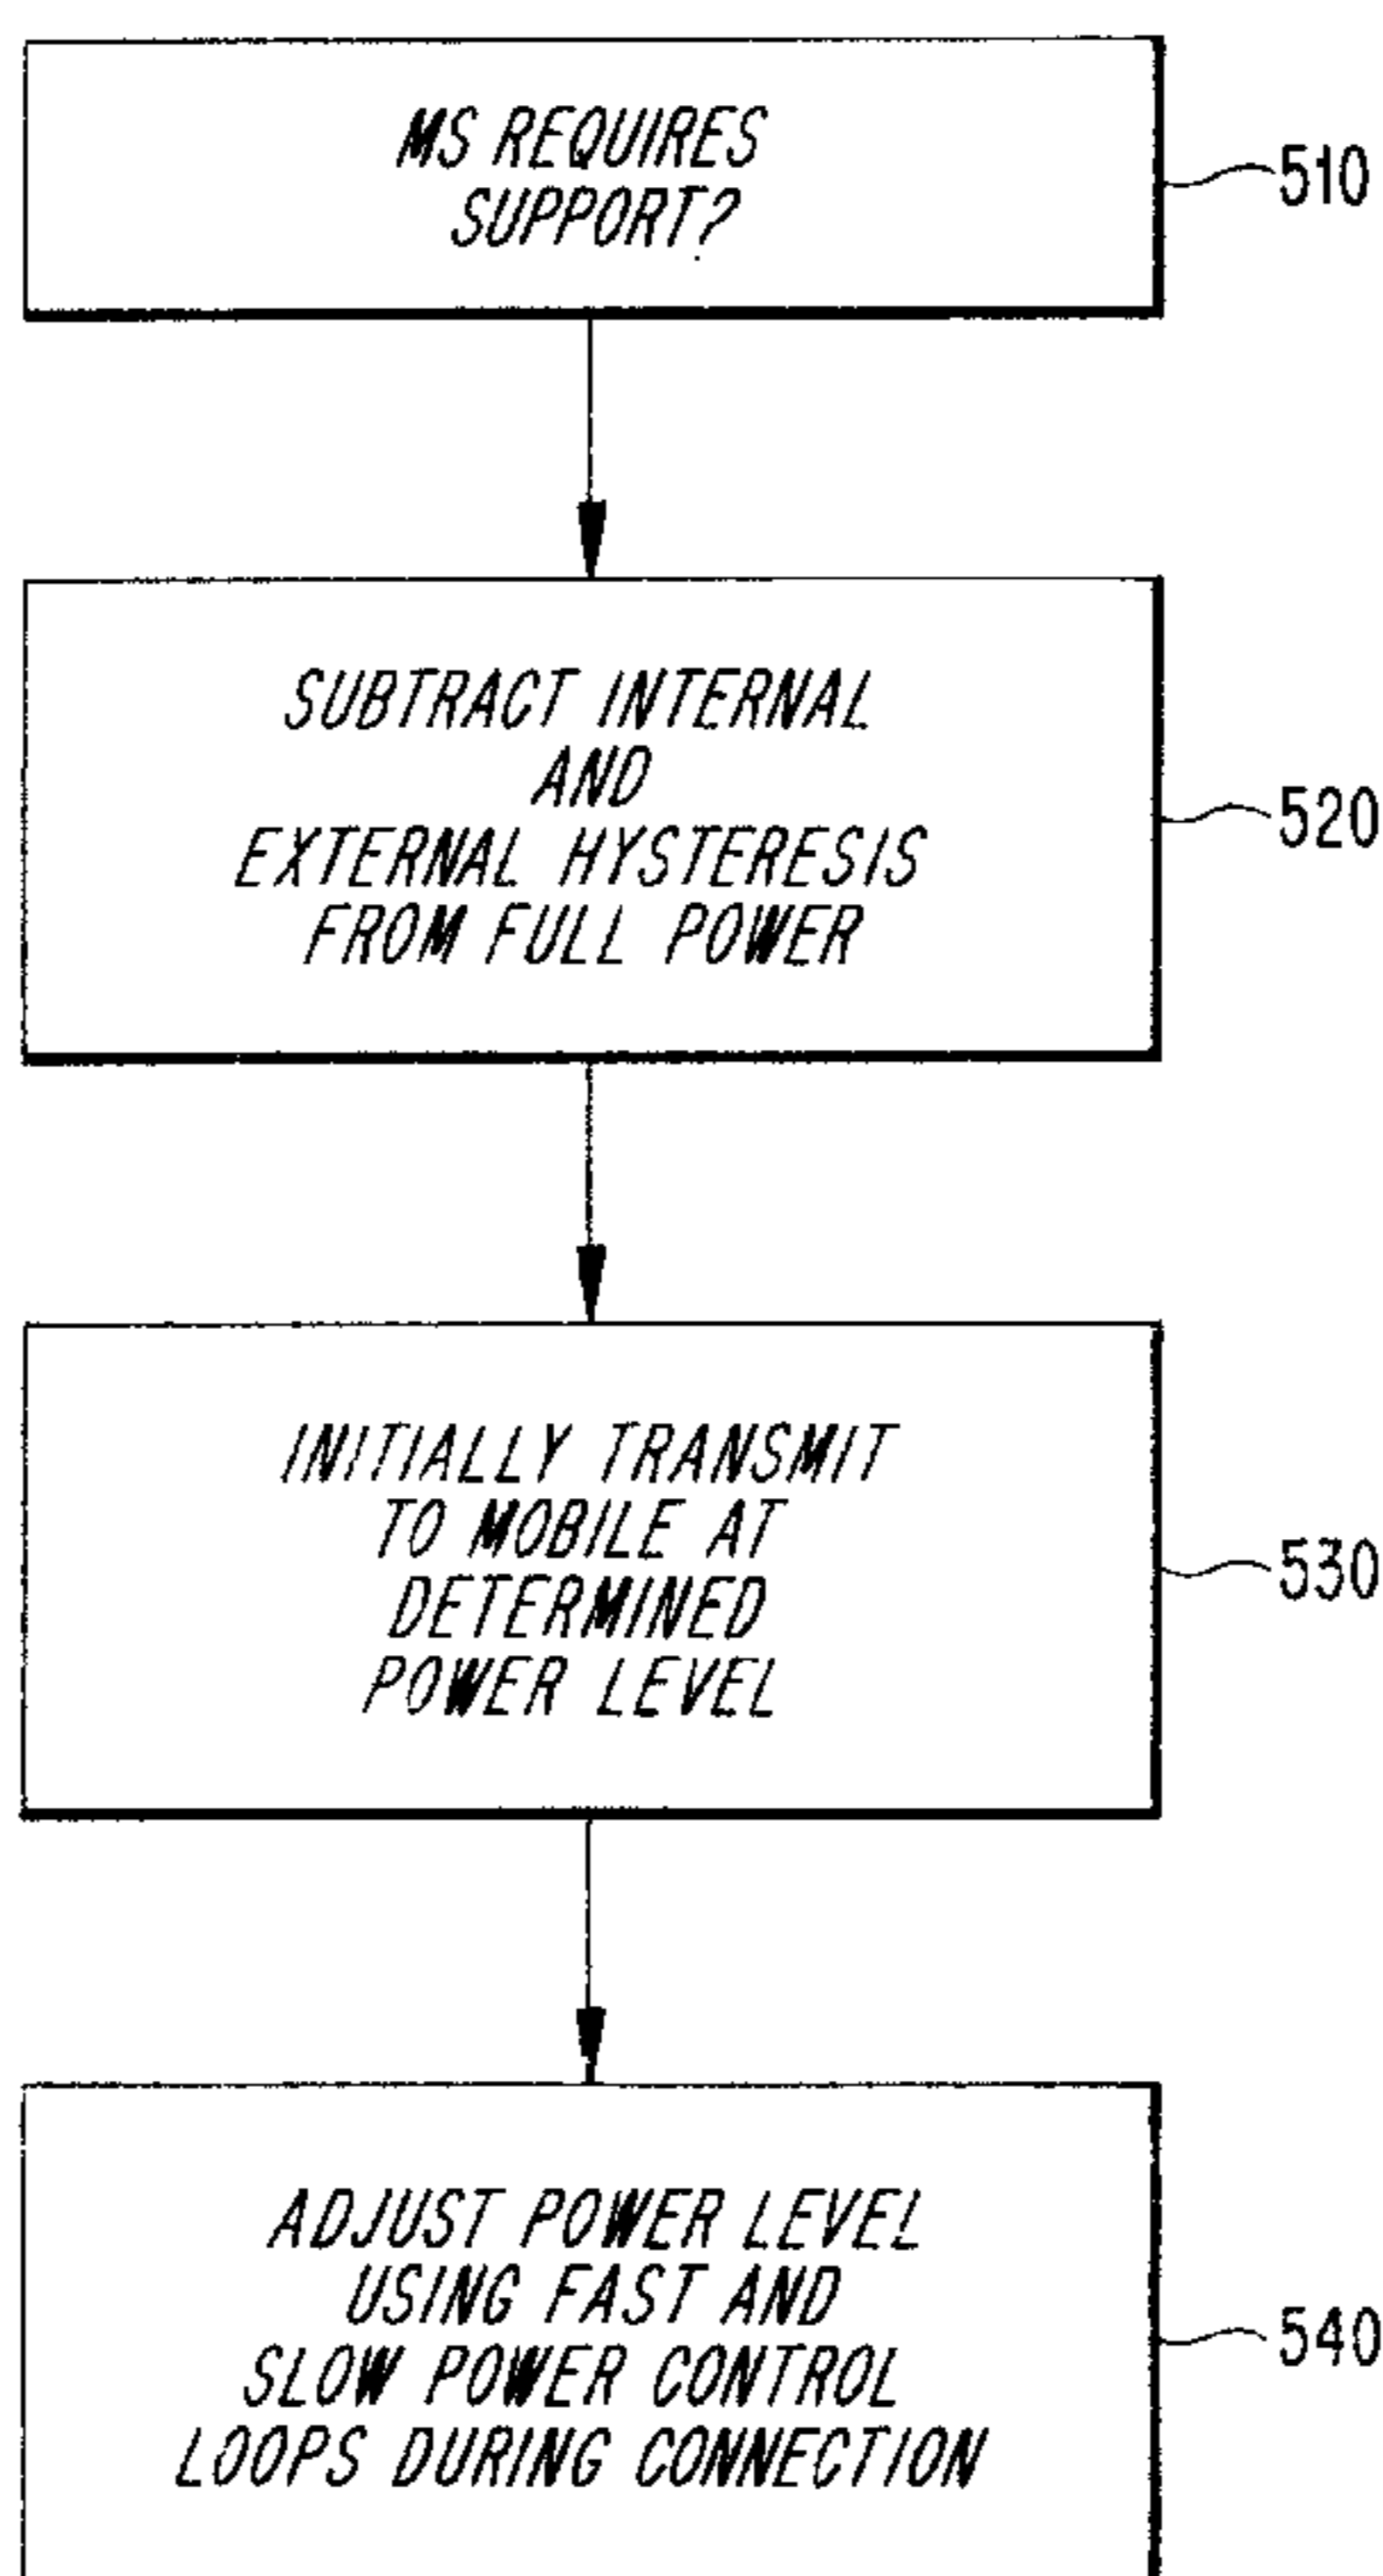 MS REQUIRES
SUPPORT?
510
SUBTRACT INTERNAL
AND
EXTERNAL HYSTERESIS
FROM FULL POWER
520
INITIALLY TRANSMIT
TO MOBILE AT
DETERMINED
POWER LEVEL
530
ADJUST POWER LEVEL
USING FAST AND
SLOW POWER CONTROL
LOOPS DURING CONNECTION
540